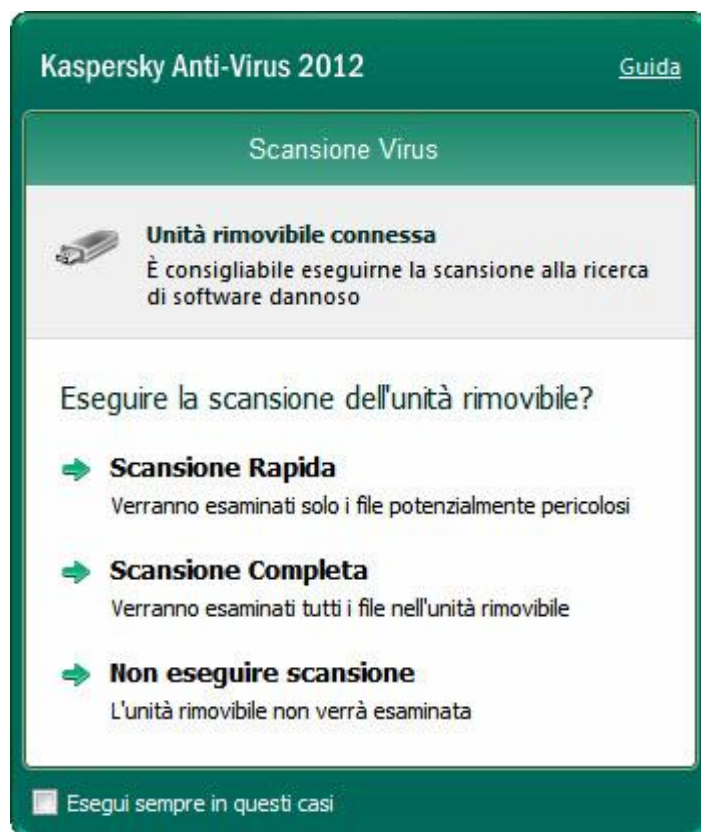 Kaspersky Anti-Virus 2012
Guida
Scansione Virus
Unità rimovibile connessa
È consigliabile eseguirne la scansione alla ricerca
di software dannoso
Eseguire la scansione dell'unità rimovibile?
Scansione Rapida
Verranno esaminati solo i file potenzialmente pericolosi
Scansione Completa
Verranno esaminati tutti i file nell'unità rimovibile
Non eseguire scansione
L'unità rimovibile non verrà esaminata
Esegui sempre in questi casi